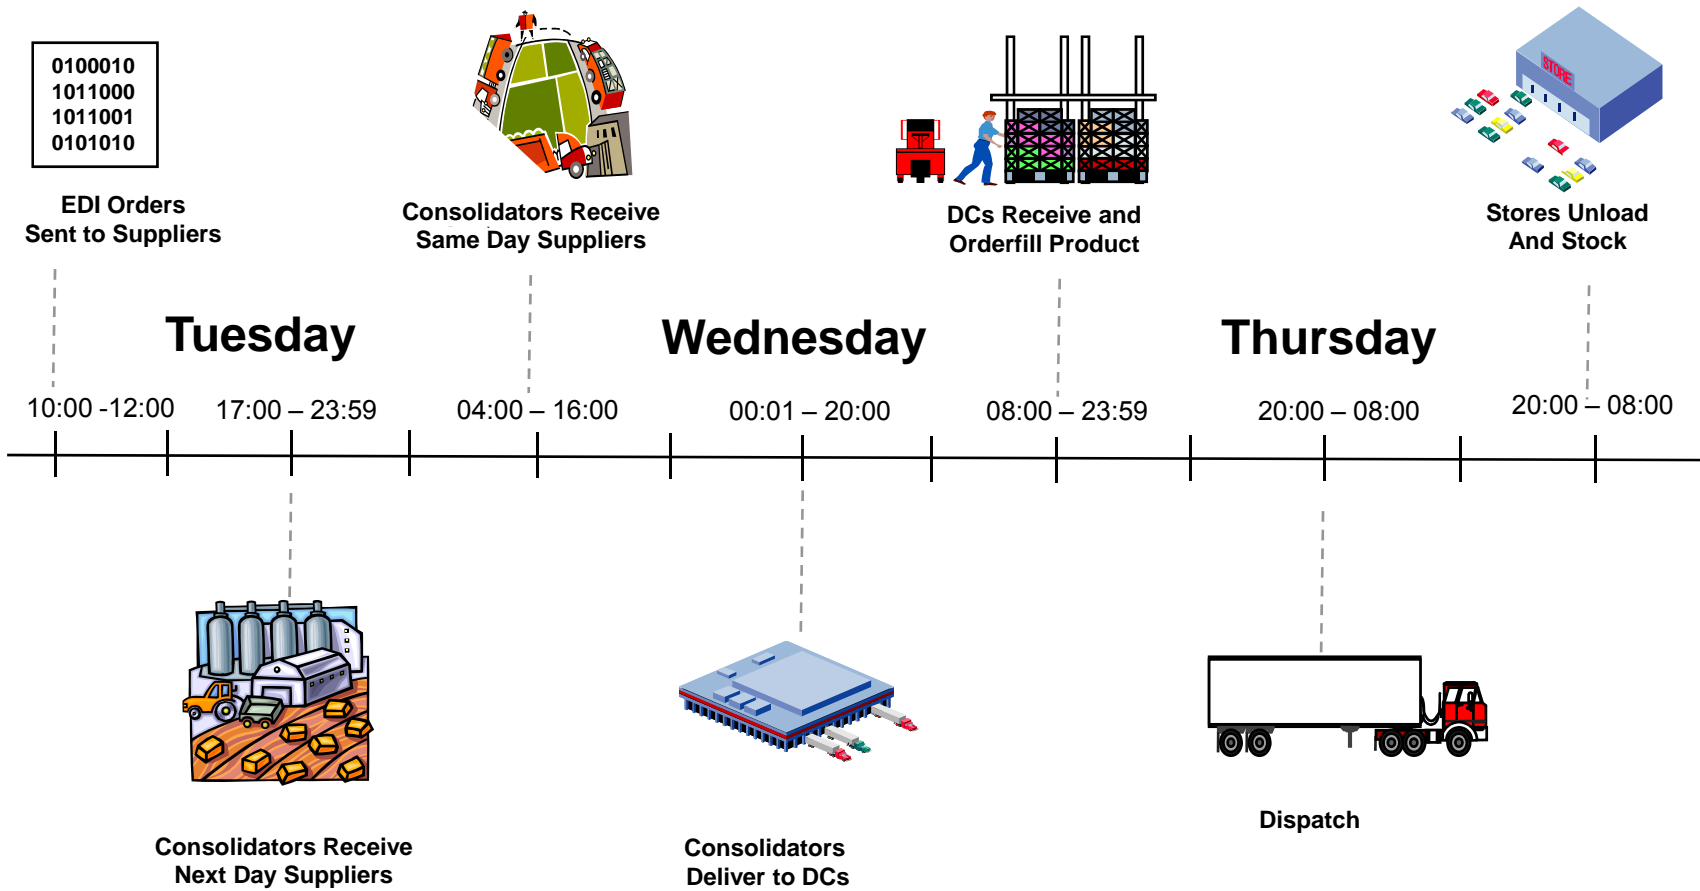 0100010
1011000
1011001
0101010
EDI Orders
Sent to Suppliers
Consolidators Receive
Same Day Suppliers
DCs Receive and
Orderfill Product
STORE
Stores Unload
And Stock
Tuesday
Wednesday
Thursday
10:00 -12:00
17:00 – 23:59
04:00 – 16:00
00:01 – 20:00
08:00 – 23:59
20:00 – 08:00
20:00 – 08:00
Consolidators Receive
Next Day Suppliers
Consolidators
Deliver to DCs
Dispatch